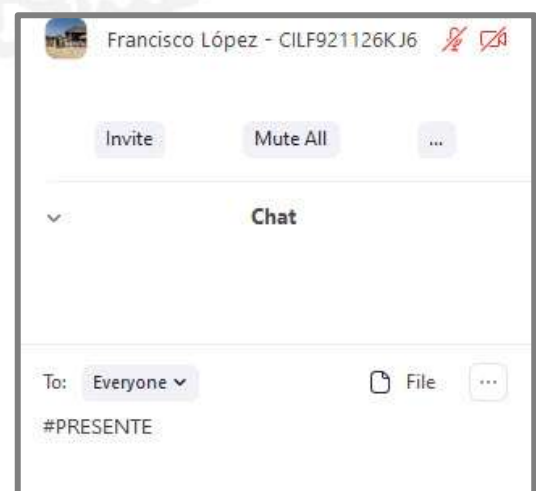 Francisco López - CILF921126KJ6
Invite Mute All ...
Chat
To: Everyone File ...
#PRESENTE